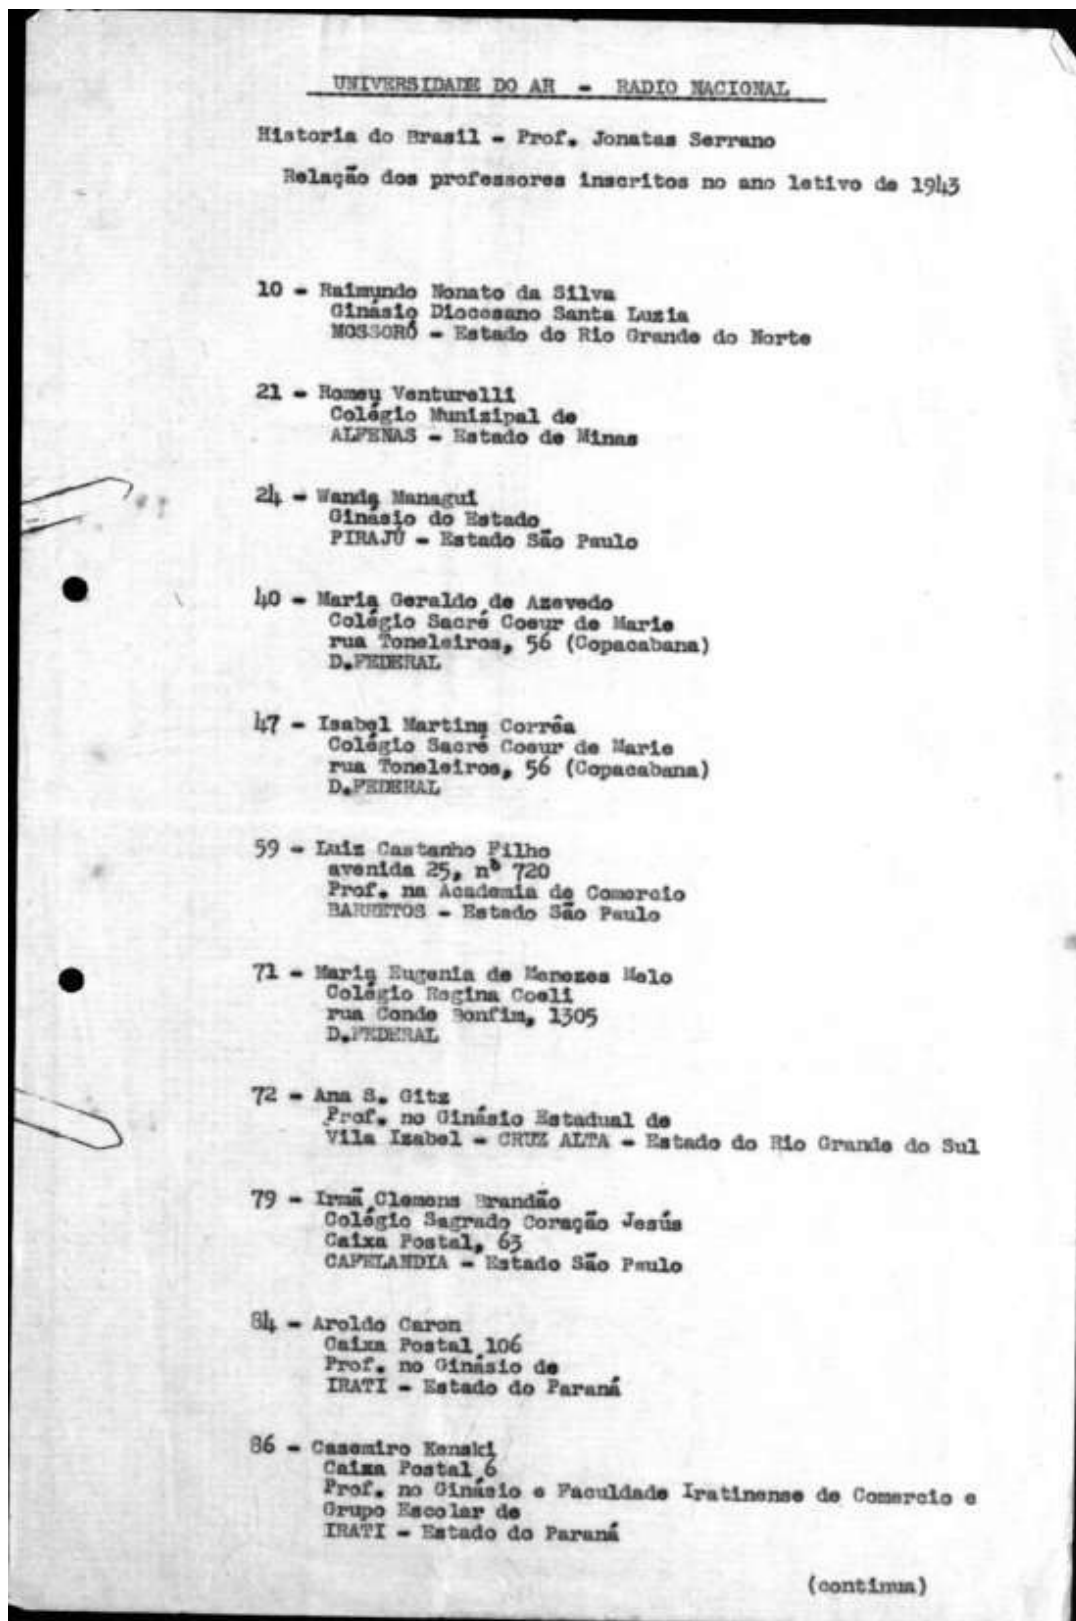 UNIVERSIDADE DO AR - RADIO NACIONAL
Historia do Brasil - Prof. Jonatas Serrano
Relação dos professores inscritos no ano letivo de 1943
10 - Raimundo Nonato da Silva
Ginásio Diocesano Santa Luzia
MOSSORÓ - Estado do Rio Grande do Norte
21 - Romeu Venturelli
Colégio Munizipal de
ALFENAS - Estado de Minas
24 - Wanda Managui
Ginásio do Estado
PIRAJÚ - Estado São Paulo
40 - Maria Geraldo de Azevedo
Colégio Sacré Coeur de Marie
rua Toneleiros, 56 (Copacabana)
D.FEDERAL
47 - Isabel Martins Corrêa
Colégio Sacré Coeur de Marie
rua Toneleiros, 56 (Copacabana)
D.FEDERAL
59 - Luiz Castanho Filho
avenida 25, nº 720
Prof. na Academia de Comercio
BARRETOS - Estado São Paulo
71 - Maria Eugenia de Menezes Melo
Colégio Regina Coeli
rua Conde Bonfim, 1305
D.FEDERAL
72 - Ana S. Gitz
Prof. no Ginásio Estadual de
Vila Izabel - CRUZ ALTA - Estado do Rio Grande do Sul
79 - Irmã Clemens Brandão
Colégio Sagrado Coração Jesús
Caixa Postal, 63
CAFELANDIA - Estado São Paulo
84 - Aroldo Caron
Caixa Postal 106
Prof. no Ginásio de
IRATI - Estado do Paraná
86 - Casemiro Kenski
Caixa Postal 6
Prof. no Ginásio e Faculdade Iratinense de Comercio e
Grupo Escolar de
IRATI - Estado do Paraná
(continua)